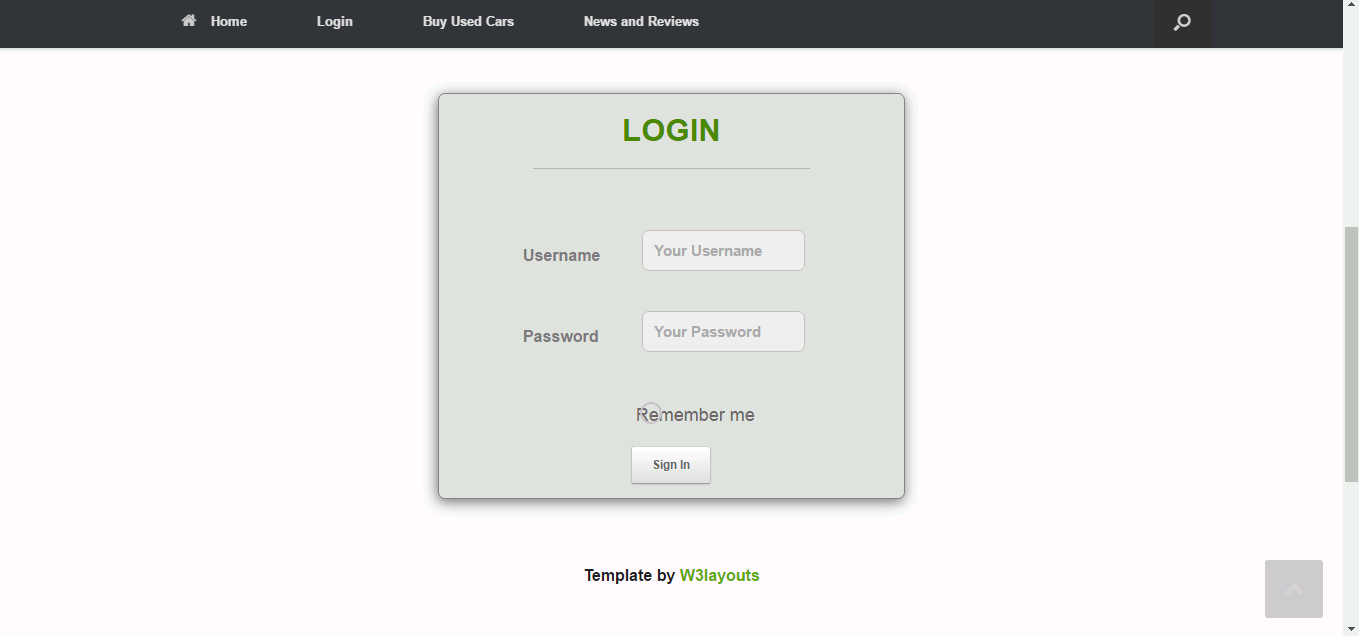 Home Login Buy Used Cars News and Reviews
LOGIN
Username Your Username
Password Your Password
Remember me
Sign In
Template by W3layouts